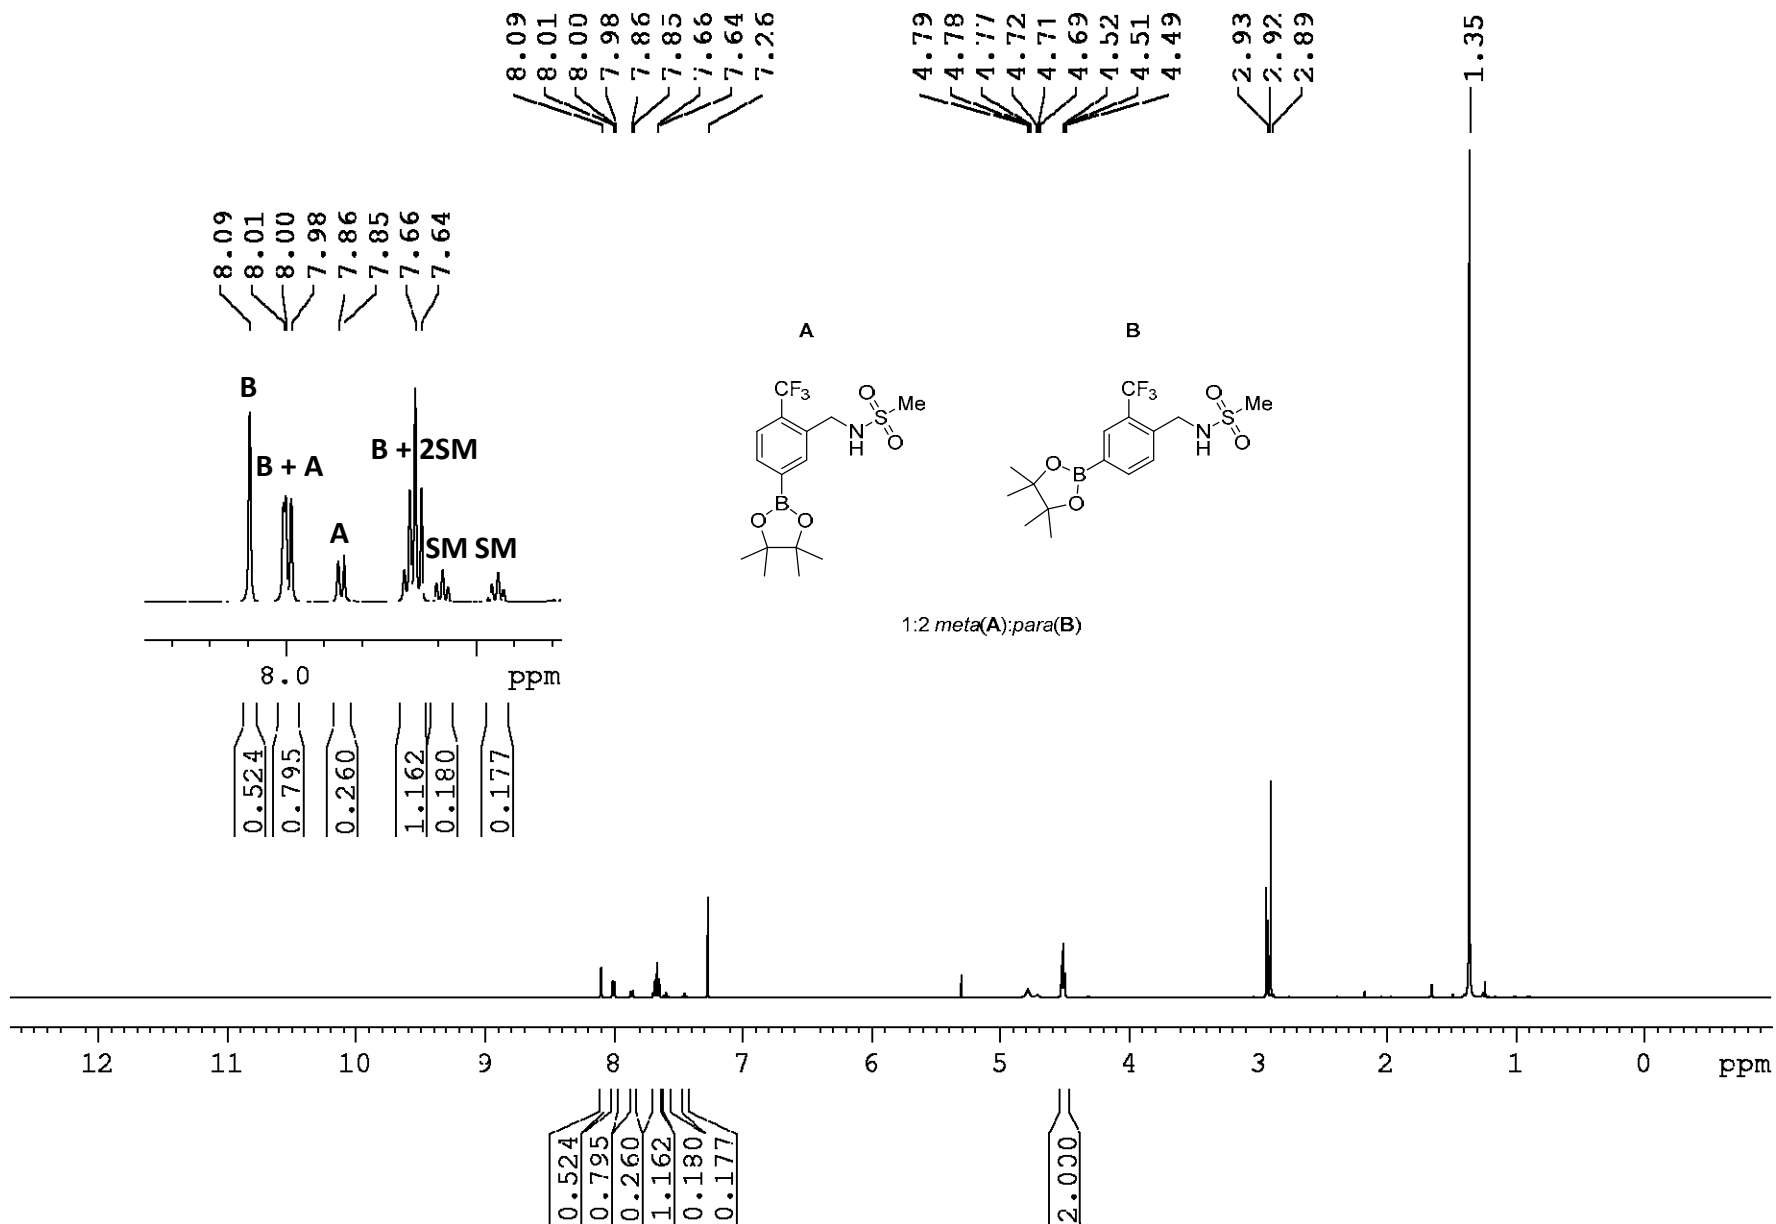 8.09
8.01
8.00
7.98
7.86
7.85
7.66
7.64
7.26
4.79
4.78
4.77
4.72
4.71
4.69
4.52
4.51
4.49
2.93
2.92
2.89
1.35
8.09
8.01
8.00
7.98
7.86
7.85
7.66
7.64
B
B + A
A
B + 2SM
SM SM
8.0 ppm
0.524
0.795
0.260
1.162
0.180
0.177
A
CF3
O
S
Me
N
H
O
B
O
O
B
CF3
O
S
Me
N
H
O
O
B
O
1:2 meta(A):para(B)
12 11 10 9 8 7 6 5 4 3 2 1 0 ppm
0.524
0.795
0.260
1.162
0.180
0.177
2.000